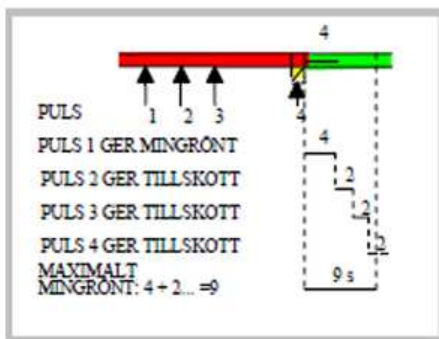 4
PULS 1 2 3 4
PULS 1 GER MINGRÖNT 4
PULS 2 GER TILLSKOTT 2
PULS 3 GER TILLSKOTT 2
PULS 4 GER TILLSKOTT 2
MAXIMALT
MINGRÖNT: 4 + 2... =9 9 s